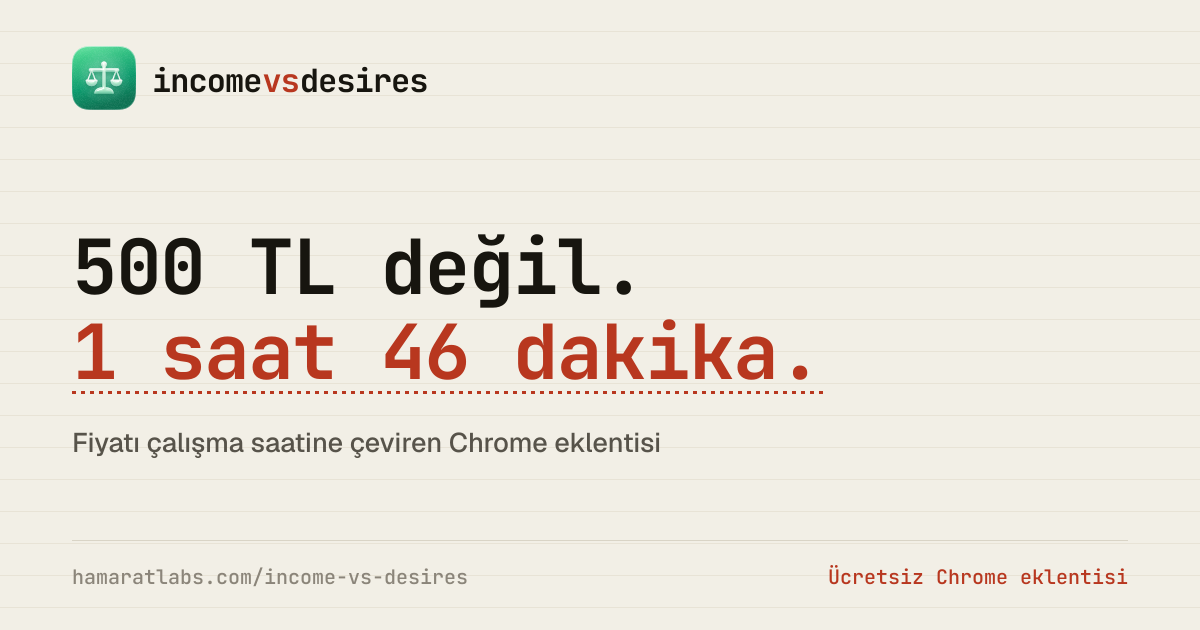 incomevsdesires
500 TL değil.
1 saat 46 dakika.
Fiyatı çalışma saatine çeviren Chrome eklentisi
hamaratlabs.com/income-vs-desires
Ücretsiz Chrome eklentisi